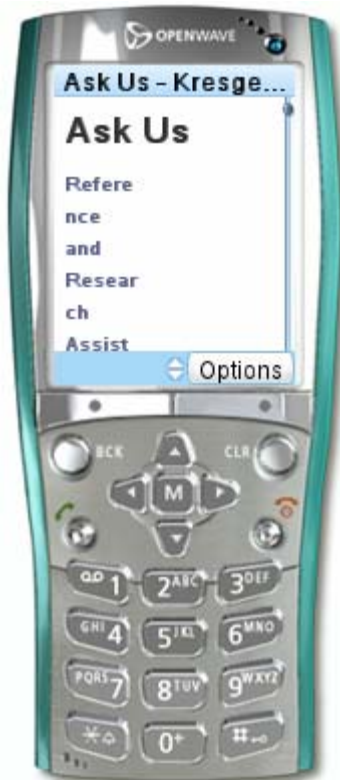 OPENWAVE
Ask Us - Kresge...
Ask Us
Refere
nce
and
Resear
ch
Assist
Options
BCK
CLR
M
1 2ABC 3DEF
GHI4 5JKL 6MNO
PQRS7 8TUV 9WXYZ
* 0+ #